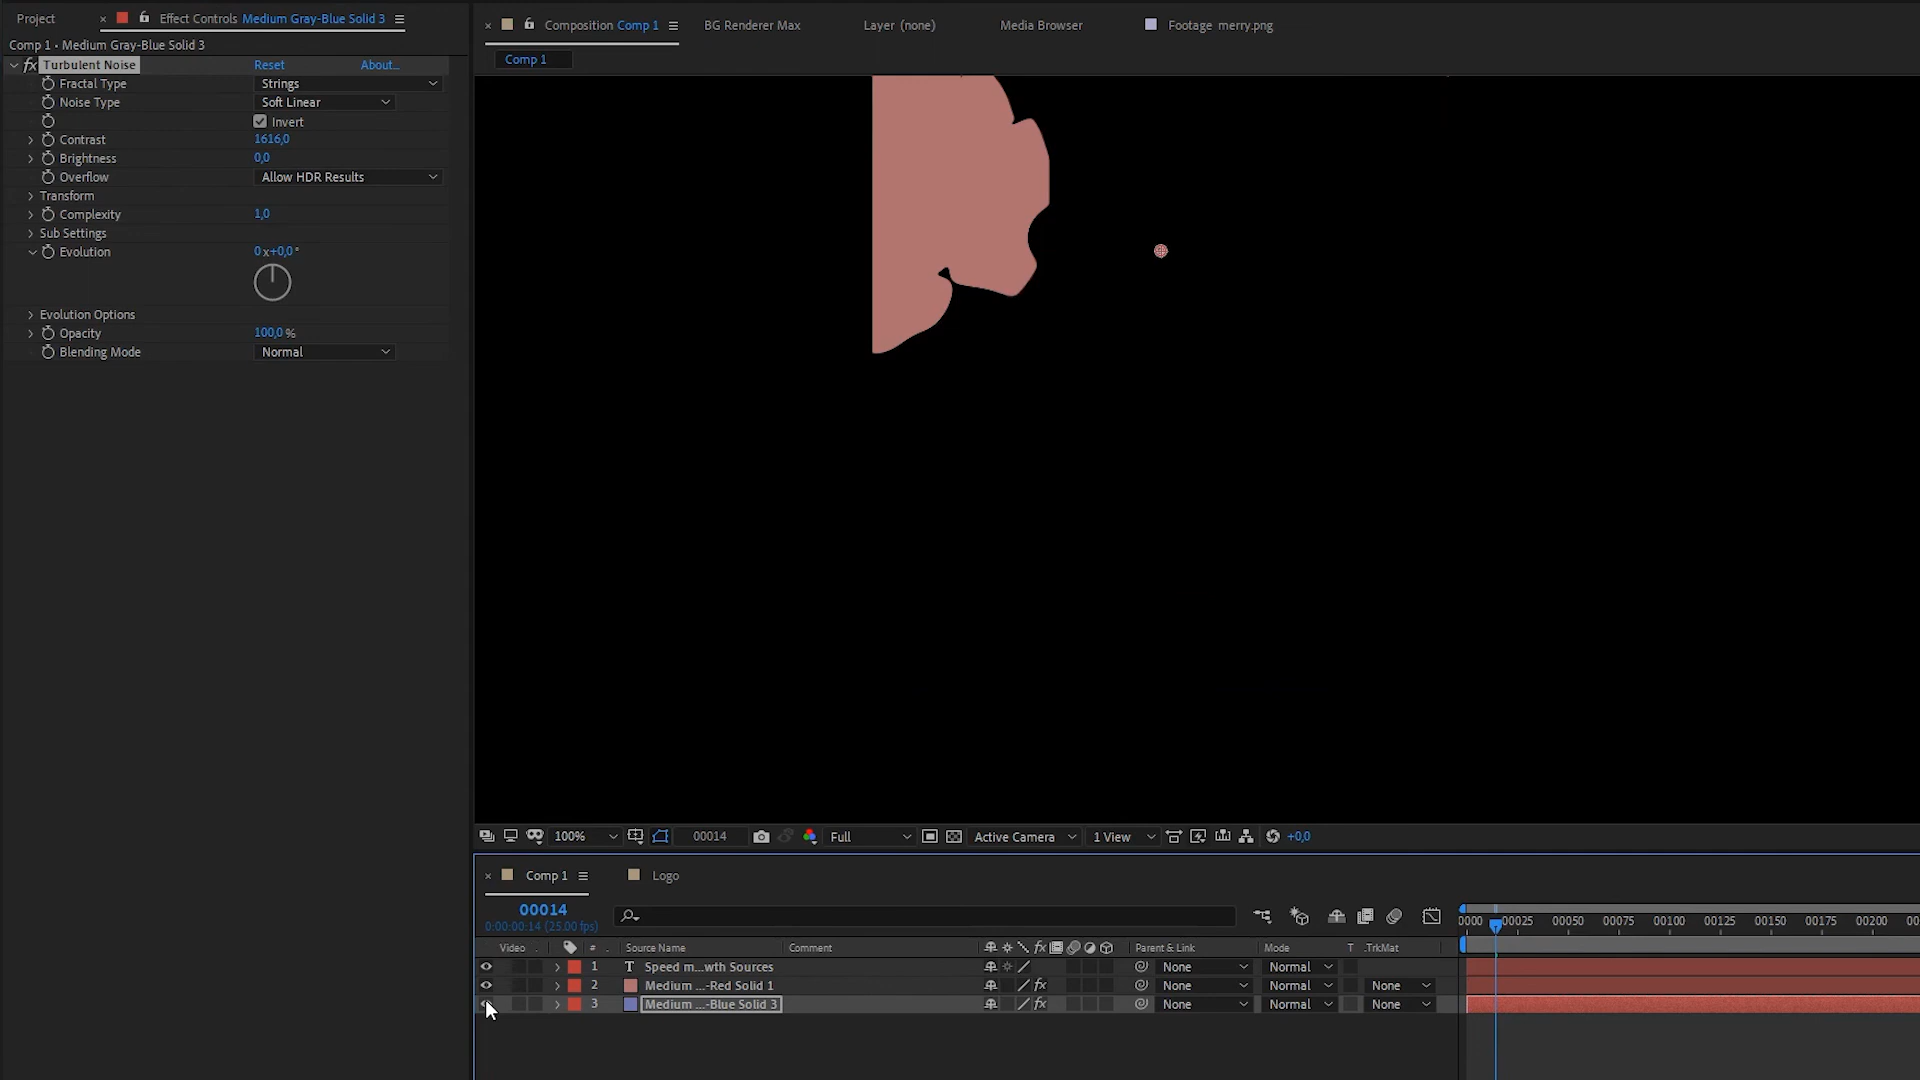 Project
Effect Controls Medium Gray-Blue Solid 3
Composition Comp 1
BG Renderer Max
Layer (none)
Media Browser
Footage merry.png
Comp 1 • Medium Gray-Blue Solid 3
Comp 1
fx Turbulent Noise Reset About...
Fractal Type Strings
Noise Type Soft Linear
Invert
Contrast 1616,0
Brightness 0,0
Overflow Allow HDR Results
Transform
Complexity 1,0
Sub Settings
Evolution 0 x+0,0°
Evolution Options
Opacity 100,0 %
Blending Mode Normal
100% 00014 Full Active Camera 1 View +0,0
Comp 1 Logo
00014
0:00:00:14 (25.00 fps)
0000 00025 00050 00075 00100 00125 00150 00175 00200 00
Video # Source Name Comment fx Parent & Link Mode T .TrkMat
1 T Speed m...wth Sources None Normal
2 Medium ...-Red Solid 1 fx None Normal None
3 Medium ...-Blue Solid 3 fx None Normal None